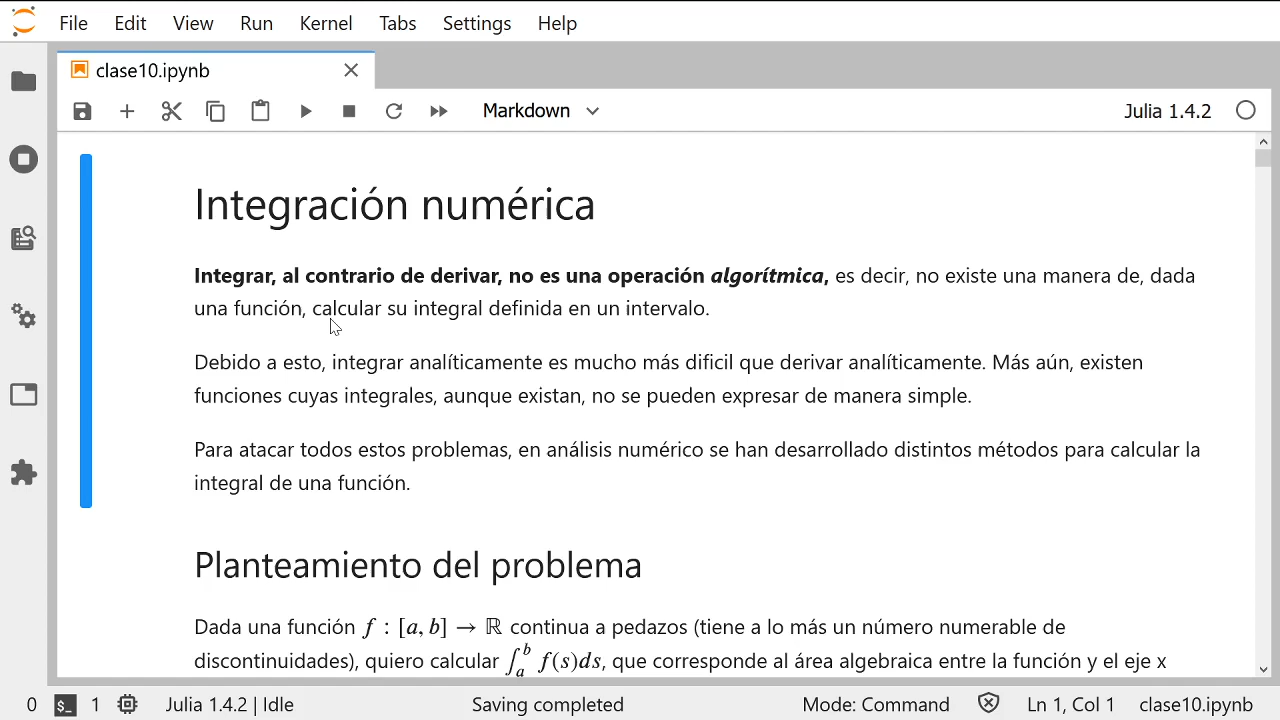 File Edit View Run Kernel Tabs Settings Help
clase10.ipynb
Markdown
Julia 1.4.2
Integración numérica
Integrar, al contrario de derivar, no es una operación algorítmica, es decir, no existe una manera de, dada
una función, calcular su integral definida en un intervalo.
Debido a esto, integrar analíticamente es mucho más dificil que derivar analíticamente. Más aún, existen
funciones cuyas integrales, aunque existan, no se pueden expresar de manera simple.
Para atacar todos estos problemas, en análisis numérico se han desarrollado distintos métodos para calcular la
integral de una función.
Planteamiento del problema
Dada una función f : [a, b] → ℝ continua a pedazos (tiene a lo más un número numerable de
discontinuidades), quiero calcular ∫_a^b f(s)ds, que corresponde al área algebraica entre la función y el eje x
0 $_ 1 Julia 1.4.2 | Idle Saving completed Mode: Command Ln 1, Col 1 clase10.ipynb